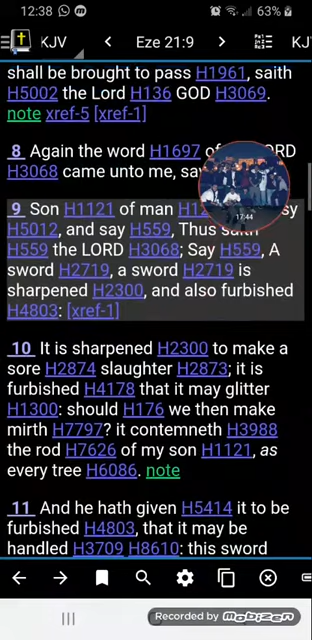 12:38
63%
KJV
Eze 21:9
KJ
shall be brought to pass H1961, saith
H5002 the Lord H136 GOD H3069.
note xref-5 [xref-1]
8 Again the word H1697 of LORD
H3068 came unto me,
9 Son H1121 of man
H5012, and say H559, Thus saith
H559 the LORD H3068; Say H559, A
sword H2719, a sword H2719 is
sharpened H2300, and also furbished
H4803: [xref-1]
17:44
10 It is sharpened H2300 to make a
sore H2874 slaughter H2873; it is
furbished H4178 that it may glitter
H1300: should H176 we then make
mirth H7797? it contemneth H3988
the rod H7626 of my son H1121, as
every tree H6086. note
11 And he hath given H5414 it to be
furbished H4803, that it may be
handled H3709 H8610: this sword
Recorded by mobizen